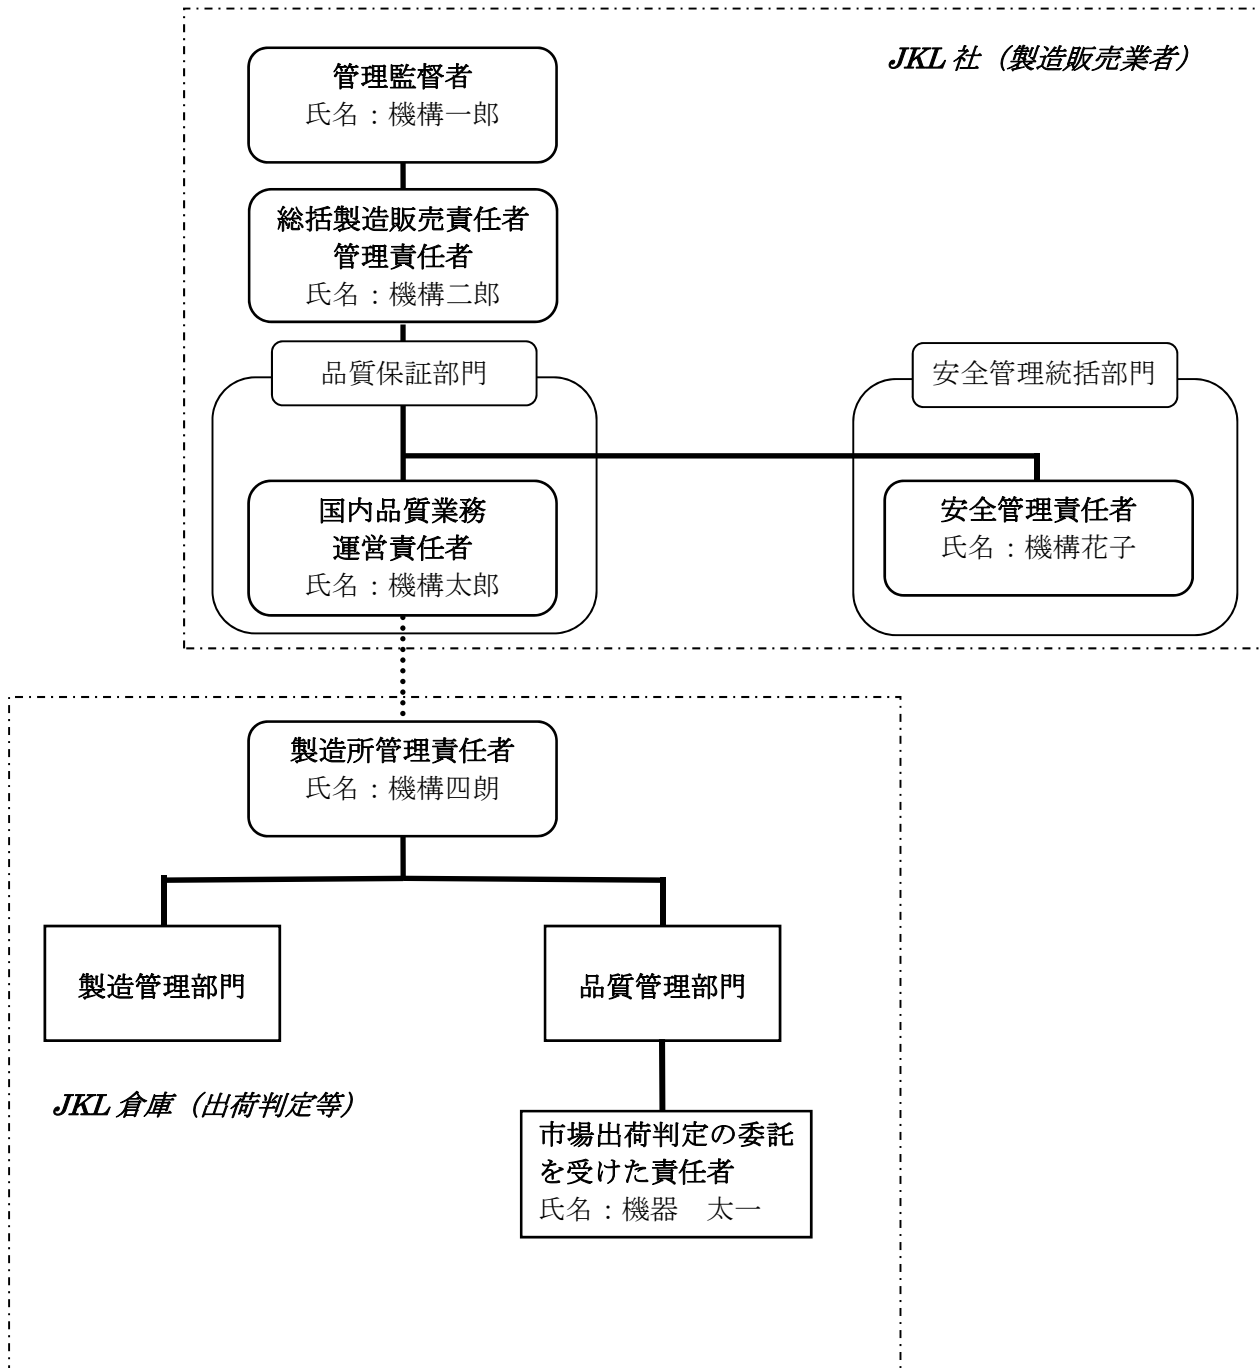 JKL 社（製造販売業者）
管理監督者
氏名：機構一郎
総括製造販売責任者
管理責任者
氏名：機構二郎
品質保証部門
安全管理統括部門
国内品質業務
運営責任者
氏名：機構太郎
安全管理責任者
氏名：機構花子
製造所管理責任者
氏名：機構四朗
製造管理部門
品質管理部門
JKL 倉庫（出荷判定等）
市場出荷判定の委託
を受けた責任者
氏名：機器　太一